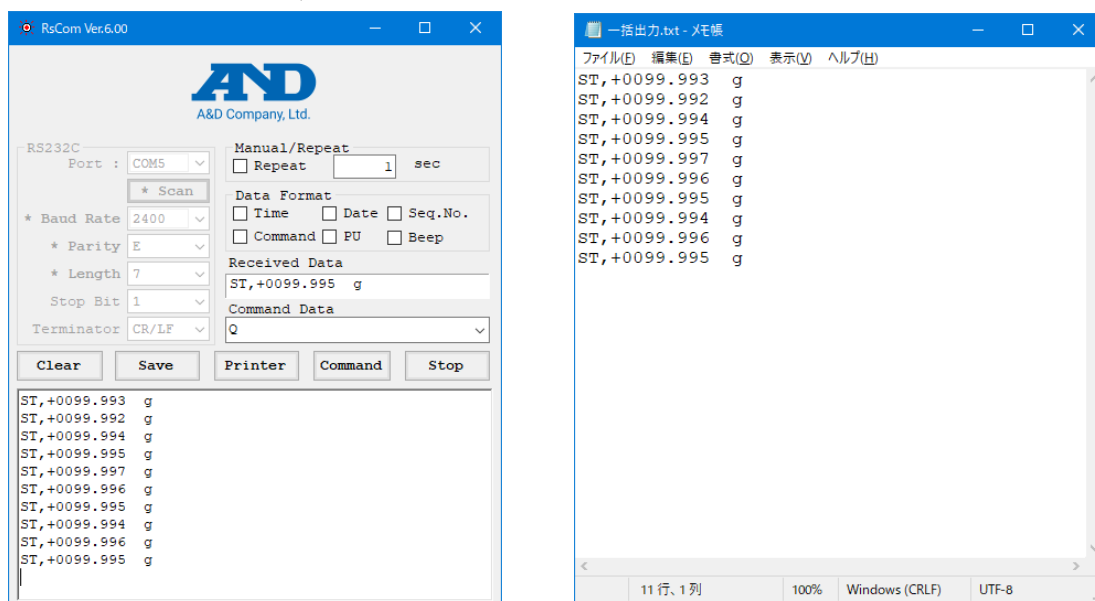 RsCom Ver.6.00
AND
A&D Company, Ltd.
RS232C
Port : COM5
* Scan
* Baud Rate 2400
* Parity E
* Length 7
Stop Bit 1
Terminator CR/LF
Manual/Repeat
Repeat 1 sec
Data Format
Time Date Seq.No.
Command PU Beep
Received Data
ST,+0099.995 g
Command Data
Q
Clear Save Printer Command Stop
ST,+0099.993 g
ST,+0099.992 g
ST,+0099.994 g
ST,+0099.995 g
ST,+0099.997 g
ST,+0099.996 g
ST,+0099.995 g
ST,+0099.994 g
ST,+0099.996 g
ST,+0099.995 g
一括出力.txt - メモ帳
ファイル(F) 編集(E) 書式(O) 表示(V) ヘルプ(H)
ST,+0099.993 g
ST,+0099.992 g
ST,+0099.994 g
ST,+0099.995 g
ST,+0099.997 g
ST,+0099.996 g
ST,+0099.995 g
ST,+0099.994 g
ST,+0099.996 g
ST,+0099.995 g
11 行、1 列 100% Windows (CRLF) UTF-8